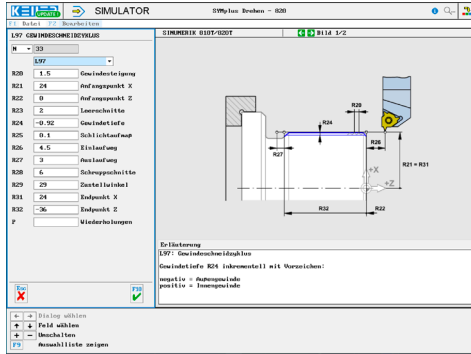 KELLER UPDATE! SIMULATOR SYMplus Drehen - 820
F1 Datei F2 Bearbeiten
L97 GEWINDESCHNEIDZYKLUS
N 33
L97
R20 1.5 Gewindesteigung
R21 24 Anfangspunkt X
R22 0 Anfangspunkt Z
R23 2 Leerschnitte
R24 -0.92 Gewindetiefe
R25 0.1 Schlichtaufmaß
R26 4.5 Einlaufweg
R27 3 Auslaufweg
R28 6 Schruppschnitte
R29 29 Zustellwinkel
R31 24 Endpunkt X
R32 -36 Endpunkt Z
P Wiederholungen
Esc
F10
SINUMERIK 810T/820T Bild 1/2
R20
R24
R26
R27
R21 = R31
+X
+Z
R32 R22
Erläuterung
L97: Gewindeschneidzyklus
Gewindetiefe R24 inkrementell mit Vorzeichen:
negativ = Aussengewinde
positiv = Innengewinde
← → Dialog wählen
↑ ↓ Feld wählen
+ - Umschalten
F9 Auswahlliste zeigen